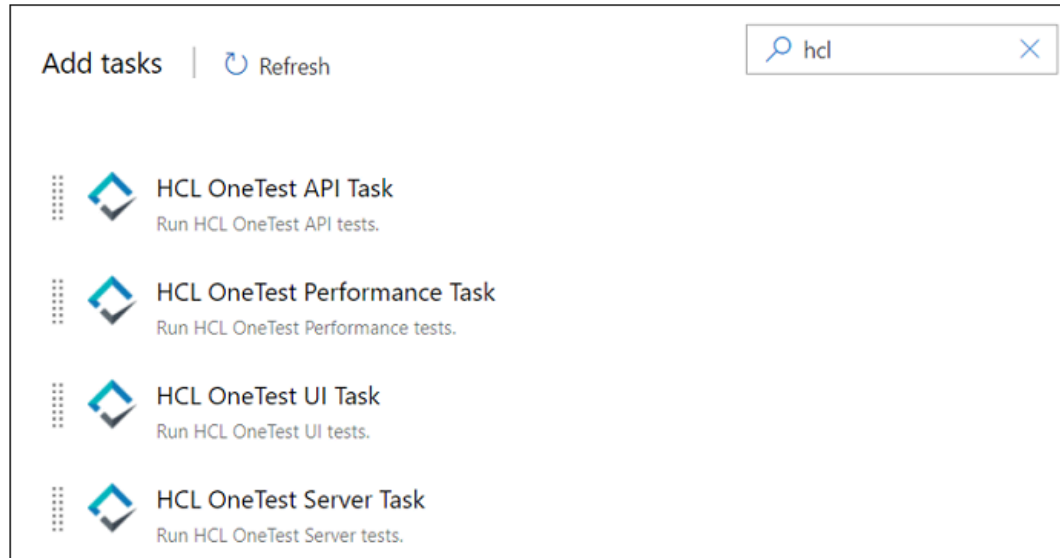 Add tasks
Refresh
hcl
HCL OneTest API Task
Run HCL OneTest API tests.
HCL OneTest Performance Task
Run HCL OneTest Performance tests.
HCL OneTest UI Task
Run HCL OneTest UI tests.
HCL OneTest Server Task
Run HCL OneTest Server tests.